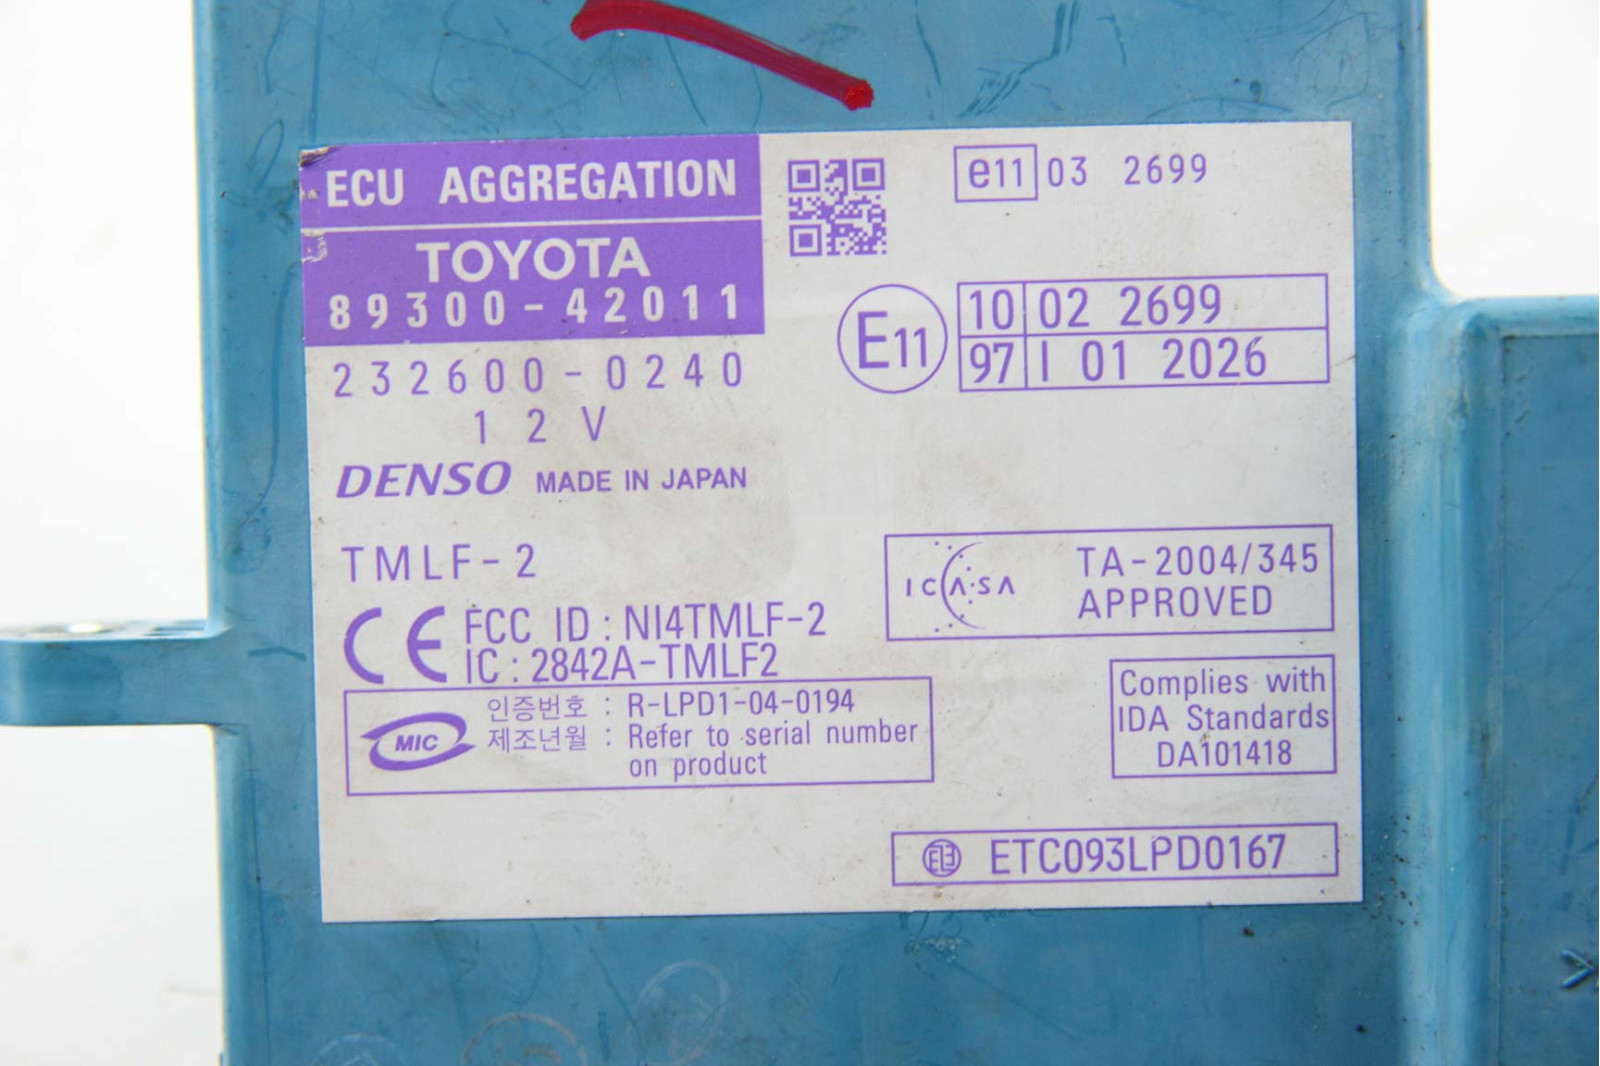 ECU AGGREGATION
TOYOTA
89300-42011
232600-0240
12V
DENSO MADE IN JAPAN
TMLF-2
CE FCC ID : NI4TMLF-2
IC : 2842A-TMLF2
MIC 인증번호 : R-LPD1-04-0194
제조년월 : Refer to serial number
on product
e11 03 2699
E11 10 02 2699
97 I 01 2026
ICASA TA-2004/345
APPROVED
Complies with
IDA Standards
DA101418
ETC093LPD0167